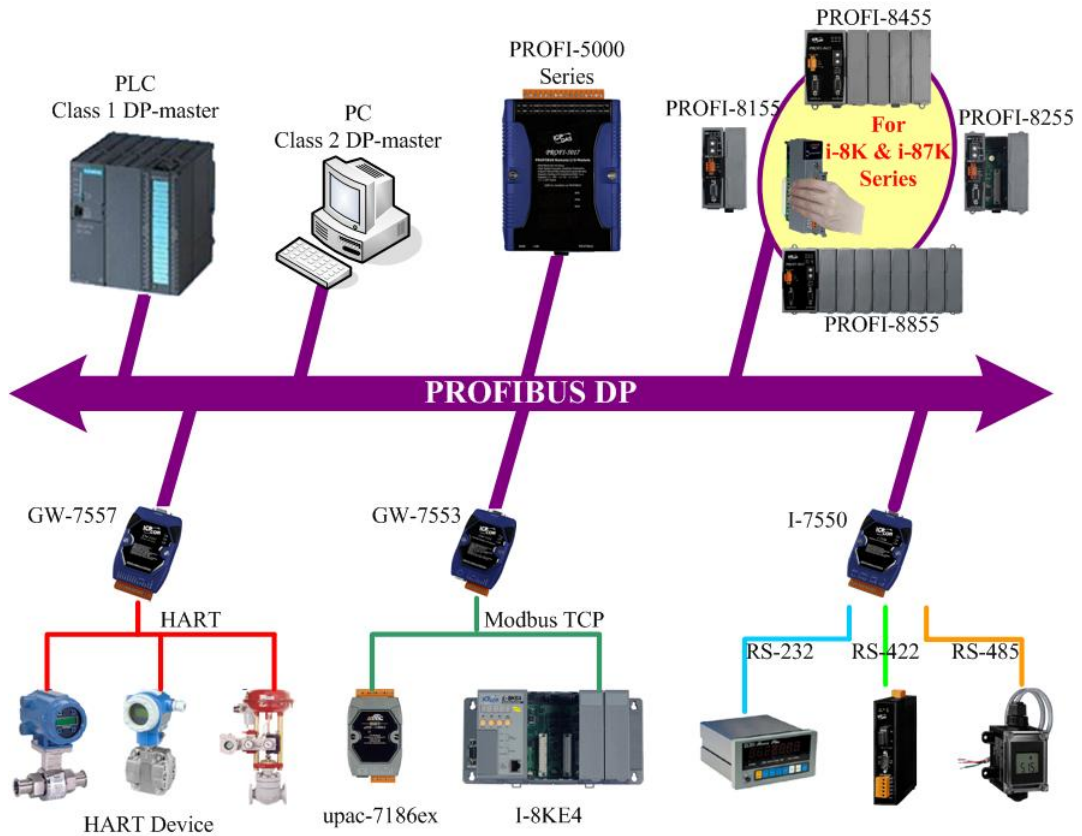 PROFI-8455
PROFI-5000
Series
PLC
Class 1 DP-master
PC
Class 2 DP-master
PROFI-8155
For
i-8K & i-87K
Series
PROFI-8255
PROFI-8855
PROFIBUS DP
GW-7557
GW-7553
I-7550
HART
Modbus TCP
RS-232
RS-422
RS-485
HART Device
upac-7186ex
I-8KE4